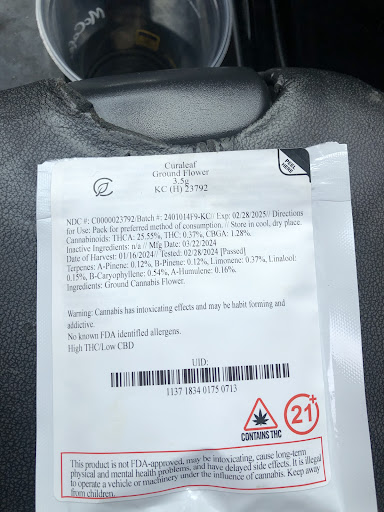 McCafé
PEEL HERE
Curaleaf
Ground Flower
3.5g
KC (H) 23792
NDC #: C0000023792/Batch #: 2401014F9-KC// Exp: 02/28/2025// Directions
for Use: Pack for preferred method of consumption. // Store in cool, dry place.
Cannabinoids: THCA: 25.55%, THC: 0.37%, CBGA: 1.28%.
Inactive Ingredients: n/a // Mfg Date: 03/22/2024
Date of Harvest: 01/16/2024// Tested: 02/28/2024 [Passed]
Terpenes: A-Pinene: 0.12%, B-Pinene: 0.12%, Limonene: 0.37%, Linalool:
0.15%, B-Caryophyllene: 0.54%, A-Humulene: 0.16%.
Ingredients: Ground Cannabis Flower.
Warning: Cannabis has intoxicating effects and may be habit forming and
addictive.
No known FDA identified allergens.
High THC/Low CBD
UID:
1137 1834 0175 0713
CONTAINS THC
21+
This product is not FDA-approved, may be intoxicating, cause long-term
physical and mental health problems, and have delayed side effects. It is illegal
to operate a vehicle or machinery under the influence of cannabis. Keep away
from children.